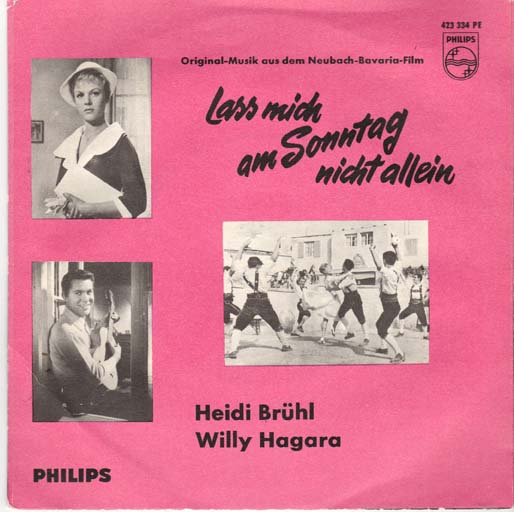 423 334 PE
PHILIPS
Original-Musik aus dem Neubach-Bavaria-Film
Lass mich
am Sonntag
nicht allein
Heidi Brühl
Willy Hagara
PHILIPS